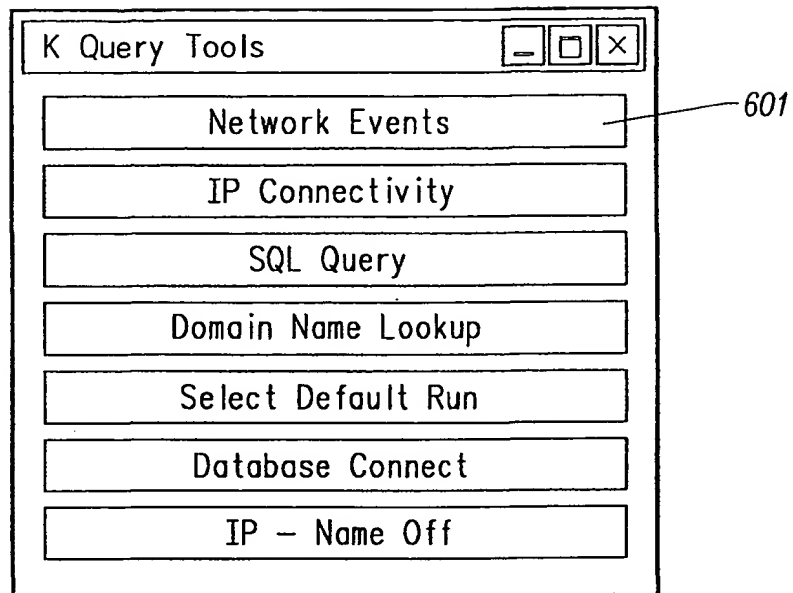 K Query Tools
Network Events
601
IP Connectivity
SQL Query
Domain Name Lookup
Select Default Run
Database Connect
IP – Name Off